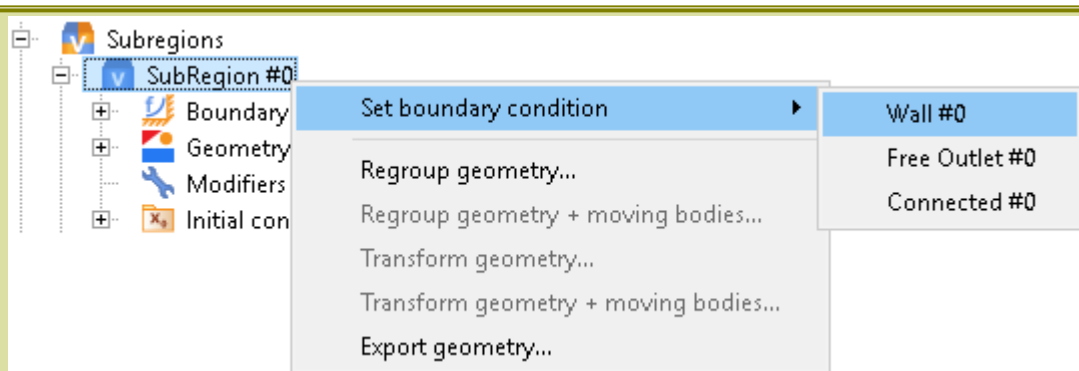 Subregions
SubRegion #0
Boundary
Geometry
Modifiers
Initial con
Set boundary condition
Regroup geometry...
Regroup geometry + moving bodies...
Transform geometry...
Transform geometry + moving bodies...
Export geometry...
Wall #0
Free Outlet #0
Connected #0